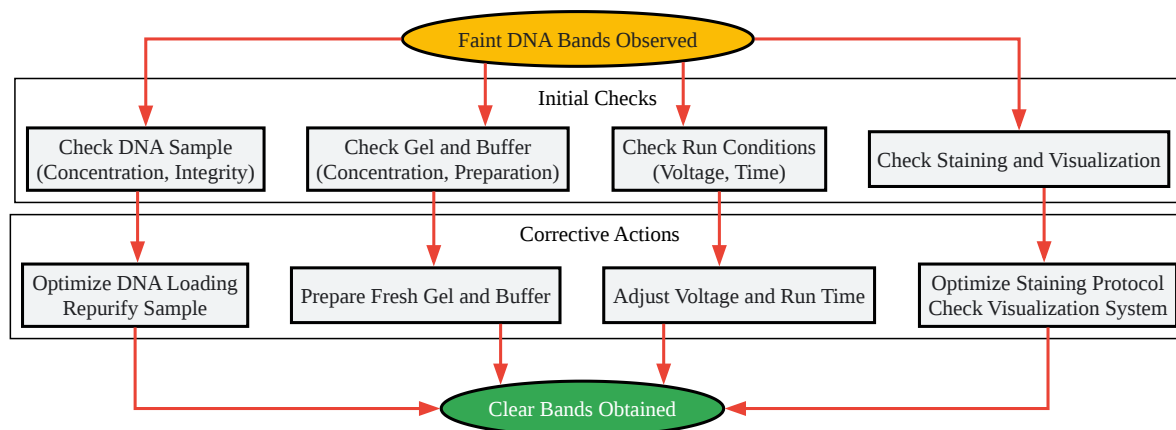 Faint DNA Bands Observed
Initial Checks
Check DNA Sample
(Concentration, Integrity)
Check Gel and Buffer
(Concentration, Preparation)
Check Run Conditions
(Voltage, Time)
Check Staining and Visualization
Corrective Actions
Optimize DNA Loading
Repurify Sample
Prepare Fresh Gel and Buffer
Adjust Voltage and Run Time
Optimize Staining Protocol
Check Visualization System
Clear Bands Obtained